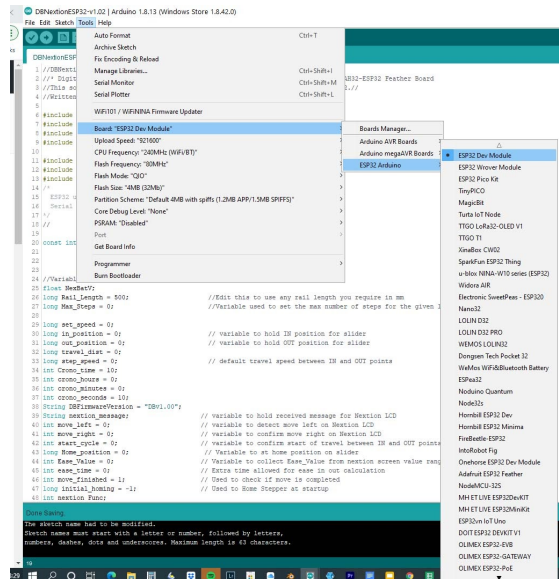 DBNextionESP32-v1.02 | Arduino 1.8.13 (Windows Store 1.8.42.0)
File Edit Sketch Tools Help
Auto Format Ctrl+T
Archive Sketch
Fix Encoding & Reload
Manage Libraries... Ctrl+Shift+I
Serial Monitor Ctrl+Shift+M
Serial Plotter Ctrl+Shift+L
WiFi101 / WiFiNINA Firmware Updater
Board: "ESP32 Dev Module"
Upload Speed: "921600"
CPU Frequency: "240MHz (WiFi/BT)"
Flash Frequency: "80MHz"
Flash Mode: "QIO"
Flash Size: "4MB (32Mb)"
Partition Scheme: "Default 4MB with spiffs (1.2MB APP/1.5MB SPIFFS)"
Core Debug Level: "None"
PSRAM: "Disabled"
Port
Get Board Info
Programmer
Burn Bootloader
Boards Manager...
Arduino AVR Boards
Arduino megaAVR Boards
ESP32 Arduino
ESP32 Dev Module
ESP32 Wrover Module
ESP32 Pico Kit
TinyPICO
MagicBit
Turta IoT Node
TTGO LoRa32-OLED V1
TTGO T1
XinaBox CW02
SparkFun ESP32 Thing
u-blox NINA-W10 series (ESP32)
Widora AIR
Electronic SweetPeas - ESP320
Nano32
LOLIN D32
LOLIN D32 PRO
WEMOS LOLIN32
Dongsen Tech Pocket 32
WeMos WiFi&Bluetooth Battery
ESPea32
Noduino Quantum
Node32s
Hornbill ESP32 Dev
Hornbill ESP32 Minima
FireBeetle-ESP32
IntoRobot Fig
Onehorse ESP32 Dev Module
Adafruit ESP32 Feather
NodeMCU-32S
MH ET LIVE ESP32DevKIT
MH ET LIVE ESP32MiniKit
ESP32vn IoT Uno
DOIT ESP32 DEVKIT V1
OLIMEX ESP32-EVB
OLIMEX ESP32-GATEWAY
OLIMEX ESP32-PoE
DBNextionESP
1 //DBNexti
2 //* Digit AH32-ESP32 Feather Board
3 //This so l.//
4 //Written
5
6 #include
7 #include
8 #include
9 #include
10
11 #include
12 #include
13 #include
14 /*
15 ESP32 
16 Serial
17 */
18 //
19
20 const int
21
22
23
24 //Variabl
25 float NexBatV;
26 long Rail_Length = 500; //Edit this to use any rail length you require in mm
27 long Max_Steps = 0; //Variable used to set the max number of steps for the given l
28
29 long set_speed = 0;
30 long in_position = 0; // variable to hold IN position for slider
31 long out_position = 0; // variable to hold OUT position for slider
32 long travel_dist = 0;
33 long step_speed = 0; // default travel speed between IN and OUT points
34 int Crono_time = 10;
35 int crono_hours = 0;
36 int crono_minutes = 0;
37 int crono_seconds = 10;
38 String DBFirmwareVersion = "DBv1.00";
39 String nextion_message; // variable to hold received message for Nextion LCD
40 int move_left = 0; // variable to detect move left on Nextion LCD
41 int move_right = 0; // variable to confirm move right on Nextion LCD
42 int start_cycle = 0; // variable to confirm start of travel between IN and OUT points
43 long Home_position = 0; // Variable to st home position on slider
44 int Ease_Value = 0; // Variable to collect Ease_Value from nextion screen value rang
45 int ease_time = 0; // Extra time allowed for ease in out calculation
46 int move_finished = 1; // Used to check if move is completed
47 long initial_homing = -1; // Used to Home Stepper at startup
48 int nextion_Func;
Done Saving.
The sketch name had to be modified.
Sketch names must start with a letter or number, followed by letters,
numbers, dashes, dots and underscores. Maximum length is 63 characters.
19